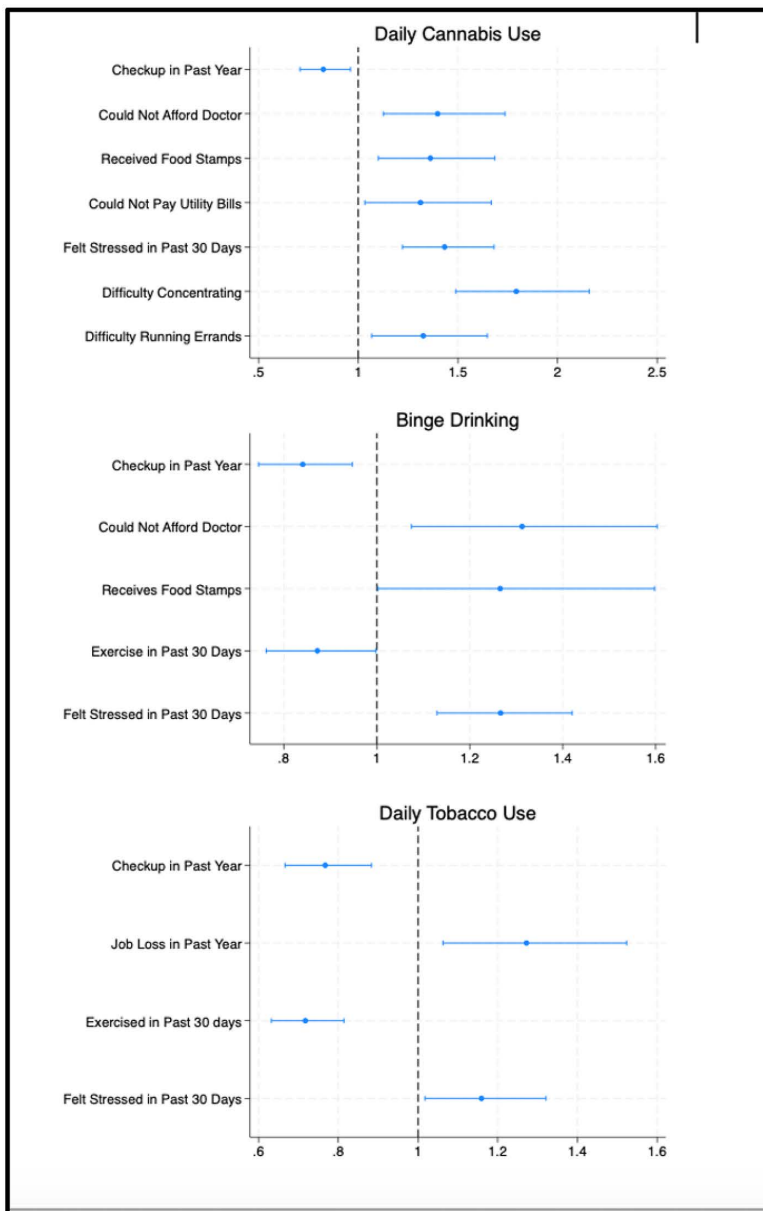 Daily Cannabis Use
Checkup in Past Year
Could Not Afford Doctor
Received Food Stamps
Could Not Pay Utility Bills
Felt Stressed in Past 30 Days
Difficulty Concentrating
Difficulty Running Errands
.5 1 1.5 2 2.5
Binge Drinking
Checkup in Past Year
Could Not Afford Doctor
Receives Food Stamps
Exercise in Past 30 Days
Felt Stressed in Past 30 Days
.8 1 1.2 1.4 1.6
Daily Tobacco Use
Checkup in Past Year
Job Loss in Past Year
Exercised in Past 30 days
Felt Stressed in Past 30 Days
.6 .8 1 1.2 1.4 1.6